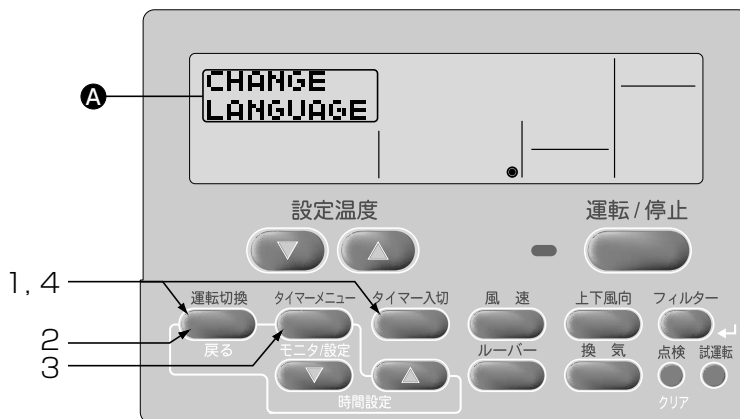 A
CHANGE
LANGUAGE
設定温度
運転/停止
1, 4
運転切換 タイマーメニュー タイマー入切 風 速 上下風向 フィルター
2
3
戻る モニタ/設定 ルーバー 換 気 点検 試運転
時間設定 クリア